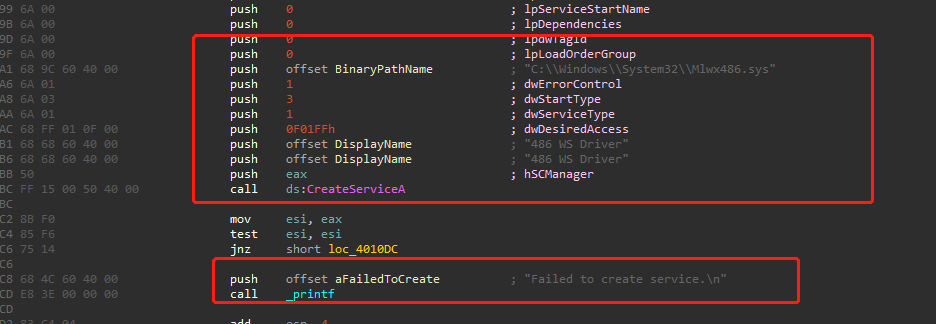 99 6A 00 push 0 ; lpServiceStartName
9B 6A 00 push 0 ; lpDependencies
9D 6A 00 push 0 ; lpdwTagId
9F 6A 00 push 0 ; lpLoadOrderGroup
A1 68 9C 60 40 00 push offset BinaryPathName ; "C:\\Windows\\System32\\Mlwx486.sys"
A6 6A 01 push 1 ; dwErrorControl
A8 6A 03 push 3 ; dwStartType
AA 6A 01 push 1 ; dwServiceType
AC 68 FF 01 0F 00 push 0F01FFh ; dwDesiredAccess
B1 68 68 60 40 00 push offset DisplayName ; "486 WS Driver"
B6 68 68 60 40 00 push offset DisplayName ; "486 WS Driver"
BB 50 push eax ; hSCManager
BC FF 15 00 50 40 00 call ds:CreateServiceA
BC
C2 8B F0 mov esi, eax
C4 85 F6 test esi, esi
C6 75 14 jnz short loc_4010DC
C6
C8 68 4C 60 40 00 push offset aFailedToCreate ; "Failed to create service.\n"
CD E8 3E 00 00 00 call _printf
CD
D2 83 C4 04 add esp, 4